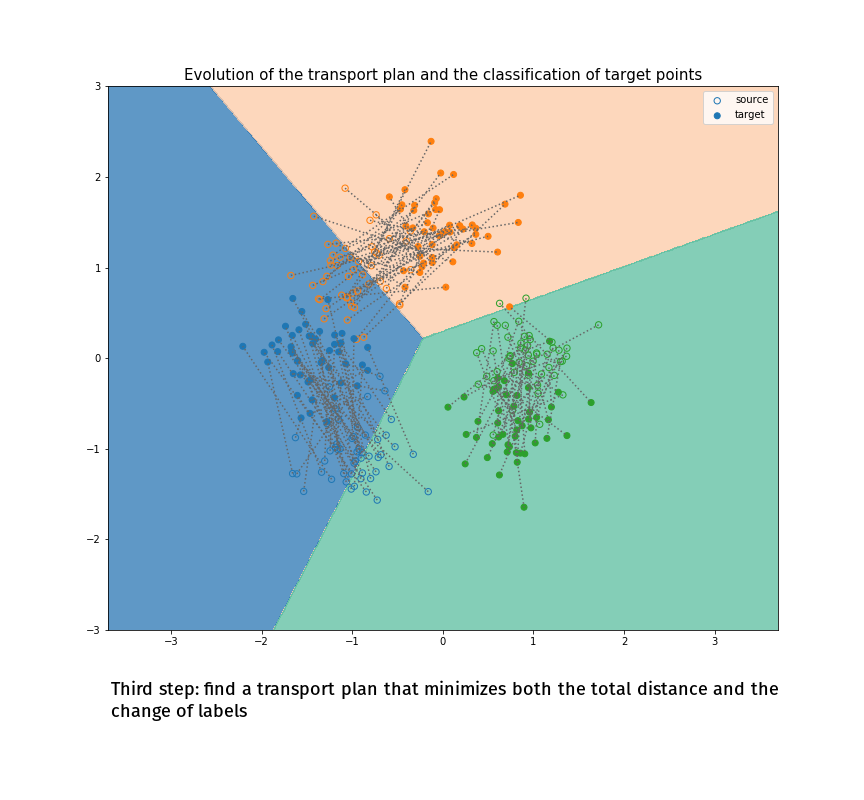 Evolution of the transport plan and the classification of target points
3
source
target
2
1
0
−1
−2
−3
−3
−2
−1
0
1
2
3
Third step: find a transport plan that minimizes both the total distance and the
change of labels